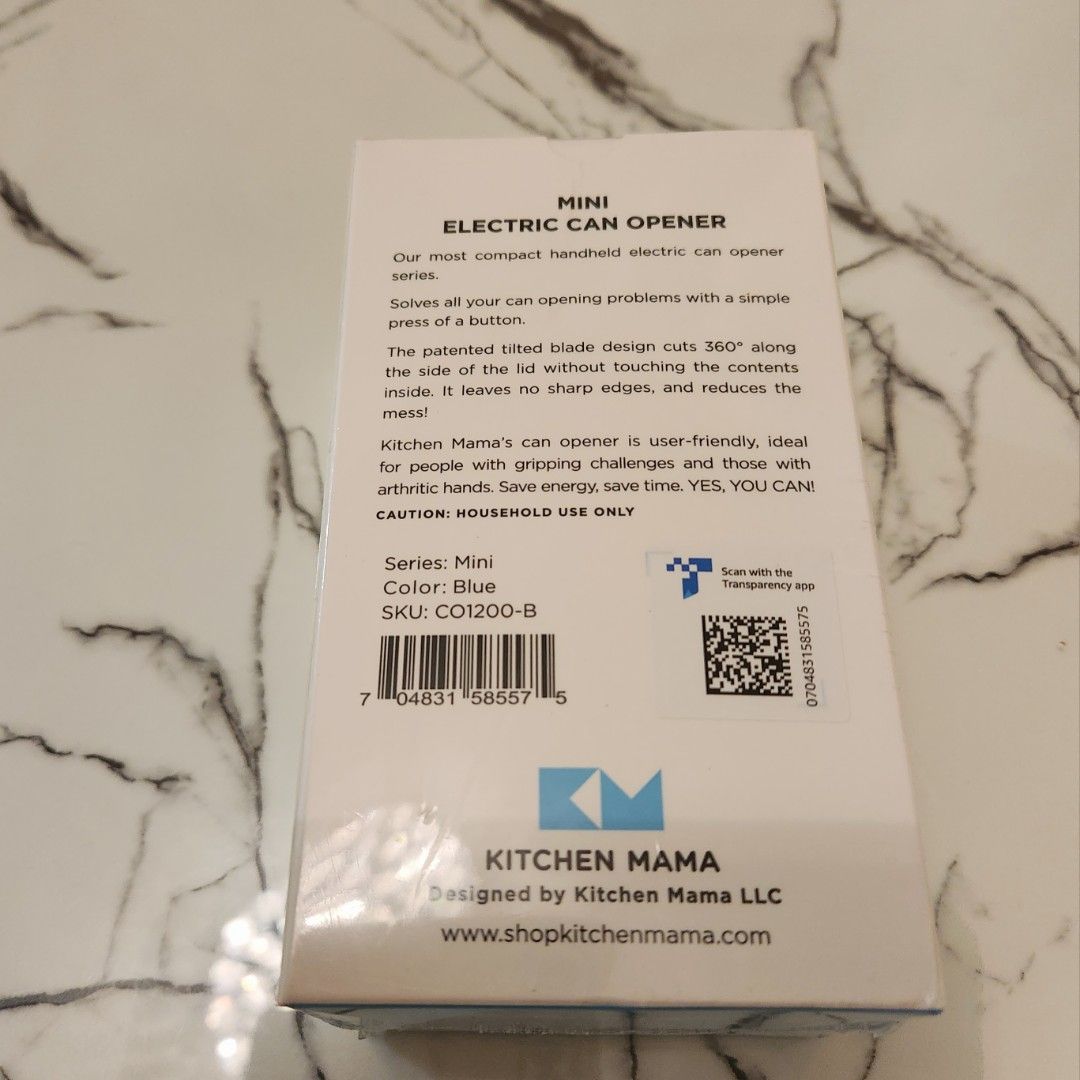 MINI
ELECTRIC CAN OPENER
Our most compact handheld electric can opener
series.
Solves all your can opening problems with a simple
press of a button.
The patented tilted blade design cuts 360° along
the side of the lid without touching the contents
inside. It leaves no sharp edges, and reduces the
mess!
Kitchen Mama's can opener is user-friendly, ideal
for people with gripping challenges and those with
arthritic hands. Save energy, save time. YES, YOU CAN!
CAUTION: HOUSEHOLD USE ONLY
Series: Mini
Color: Blue
SKU: CO1200-B
7 04831 58557 5
Scan with the
Transparency app
0704831585575
KM
KITCHEN MAMA
Designed by Kitchen Mama LLC
www.shopkitchenmama.com